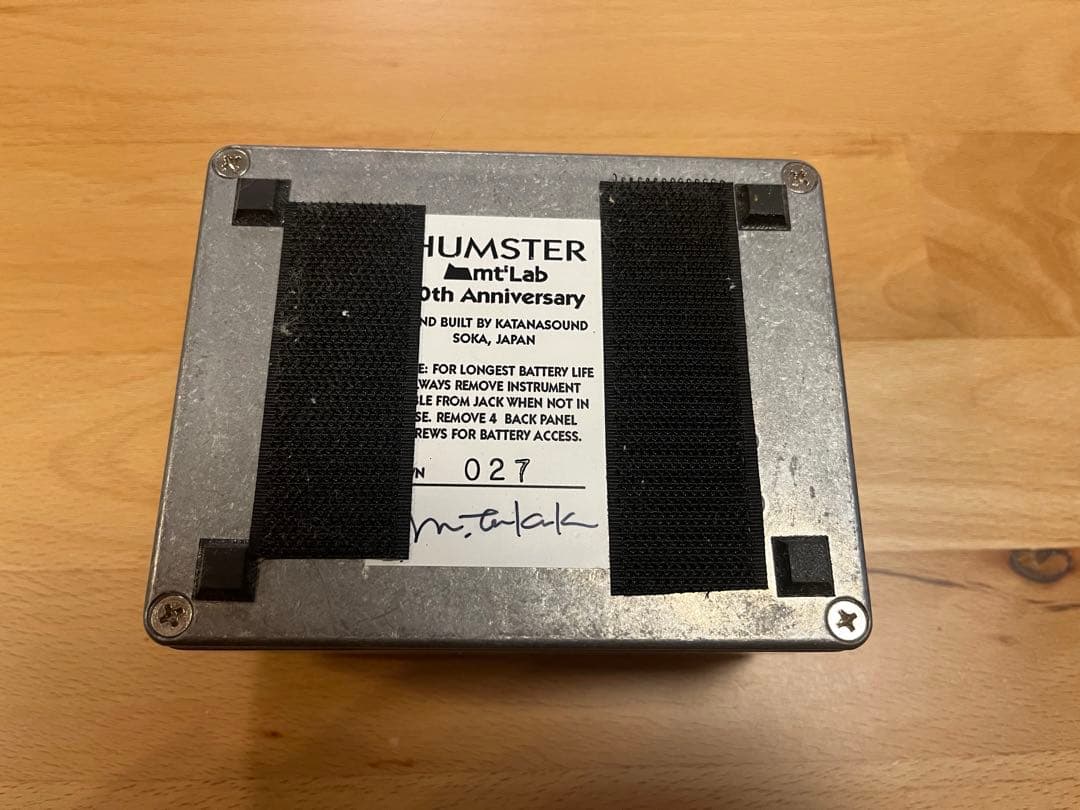 HUMSTER
mt'Lab
0th Anniversary
ND BUILT BY KATANASOUND
SOKA, JAPAN
E: FOR LONGEST BATTERY LIFE
WAYS REMOVE INSTRUMENT
BLE FROM JACK WHEN NOT IN
SE. REMOVE 4 BACK PANEL
REWS FOR BATTERY ACCESS.
N 027